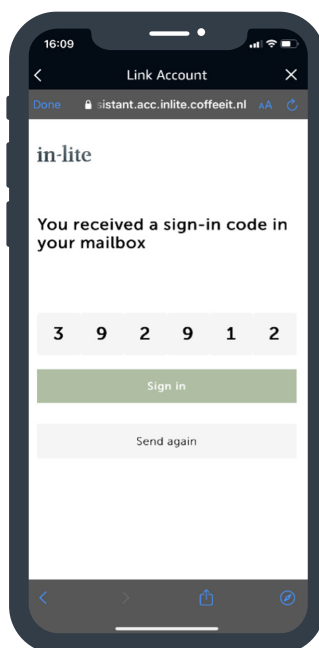 16:09
Link Account
Done sistant.acc.inlite.coffeeit.nl AA
in-lite
You received a sign-in code in
your mailbox
3 9 2 9 1 2
Sign in
Send again